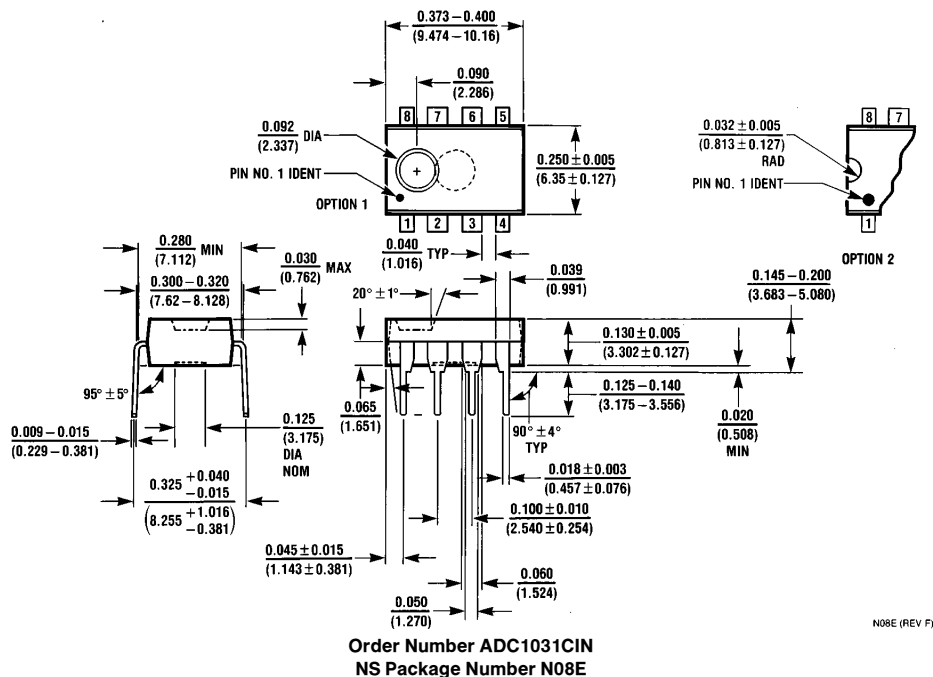 0.373 – 0.400
(9.474 – 10.16)
0.090
(2.286)
8 7 6 5
0.092 DIA
(2.337)
PIN NO. 1 IDENT
OPTION 1
0.250 ± 0.005
(6.35 ± 0.127)
1 2 3 4
8 7
0.032 ± 0.005
(0.813 ± 0.127)
RAD
PIN NO. 1 IDENT
1
OPTION 2
0.280 MIN
(7.112)
0.300 – 0.320
(7.62 – 8.128)
0.030 MAX
(0.762)
0.040 TYP
(1.016)
0.039
(0.991)
20° ± 1°
0.145 – 0.200
(3.683 – 5.080)
0.130 ± 0.005
(3.302 ± 0.127)
95° ± 5°
0.125 – 0.140
(3.175 – 3.556)
0.065
(1.651)
90° ± 4°
TYP
0.020
(0.508)
MIN
0.009 – 0.015
(0.229 – 0.381)
0.125
(3.175)
DIA
NOM
0.018 ± 0.003
(0.457 ± 0.076)
0.325 +0.040
–0.015
(8.255 +1.016
–0.381)
0.100 ± 0.010
(2.540 ± 0.254)
0.045 ± 0.015
(1.143 ± 0.381)
0.060
(1.524)
0.050
(1.270)
N08E (REV F)
Order Number ADC1031CIN
NS Package Number N08E